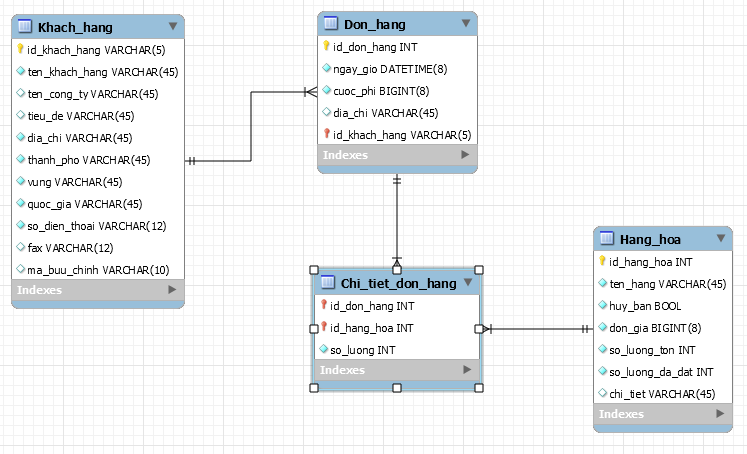 Khach_hang
id_khach_hang VARCHAR(5)
ten_khach_hang VARCHAR(45)
ten_cong_ty VARCHAR(45)
tieu_de VARCHAR(45)
dia_chi VARCHAR(45)
thanh_pho VARCHAR(45)
vung VARCHAR(45)
quoc_gia VARCHAR(45)
so_dien_thoai VARCHAR(12)
fax VARCHAR(12)
ma_buu_chinh VARCHAR(10)
Indexes
Don_hang
id_don_hang INT
ngay_gio DATETIME(8)
cuoc_phi BIGINT(8)
dia_chi VARCHAR(45)
id_khach_hang VARCHAR(5)
Indexes
Chi_tiet_don_hang
id_don_hang INT
id_hang_hoa INT
so_luong INT
Indexes
Hang_hoa
id_hang_hoa INT
ten_hang VARCHAR(45)
huy_ban BOOL
don_gia BIGINT(8)
so_luong_ton INT
so_luong_da_dat INT
chi_tiet VARCHAR(45)
Indexes